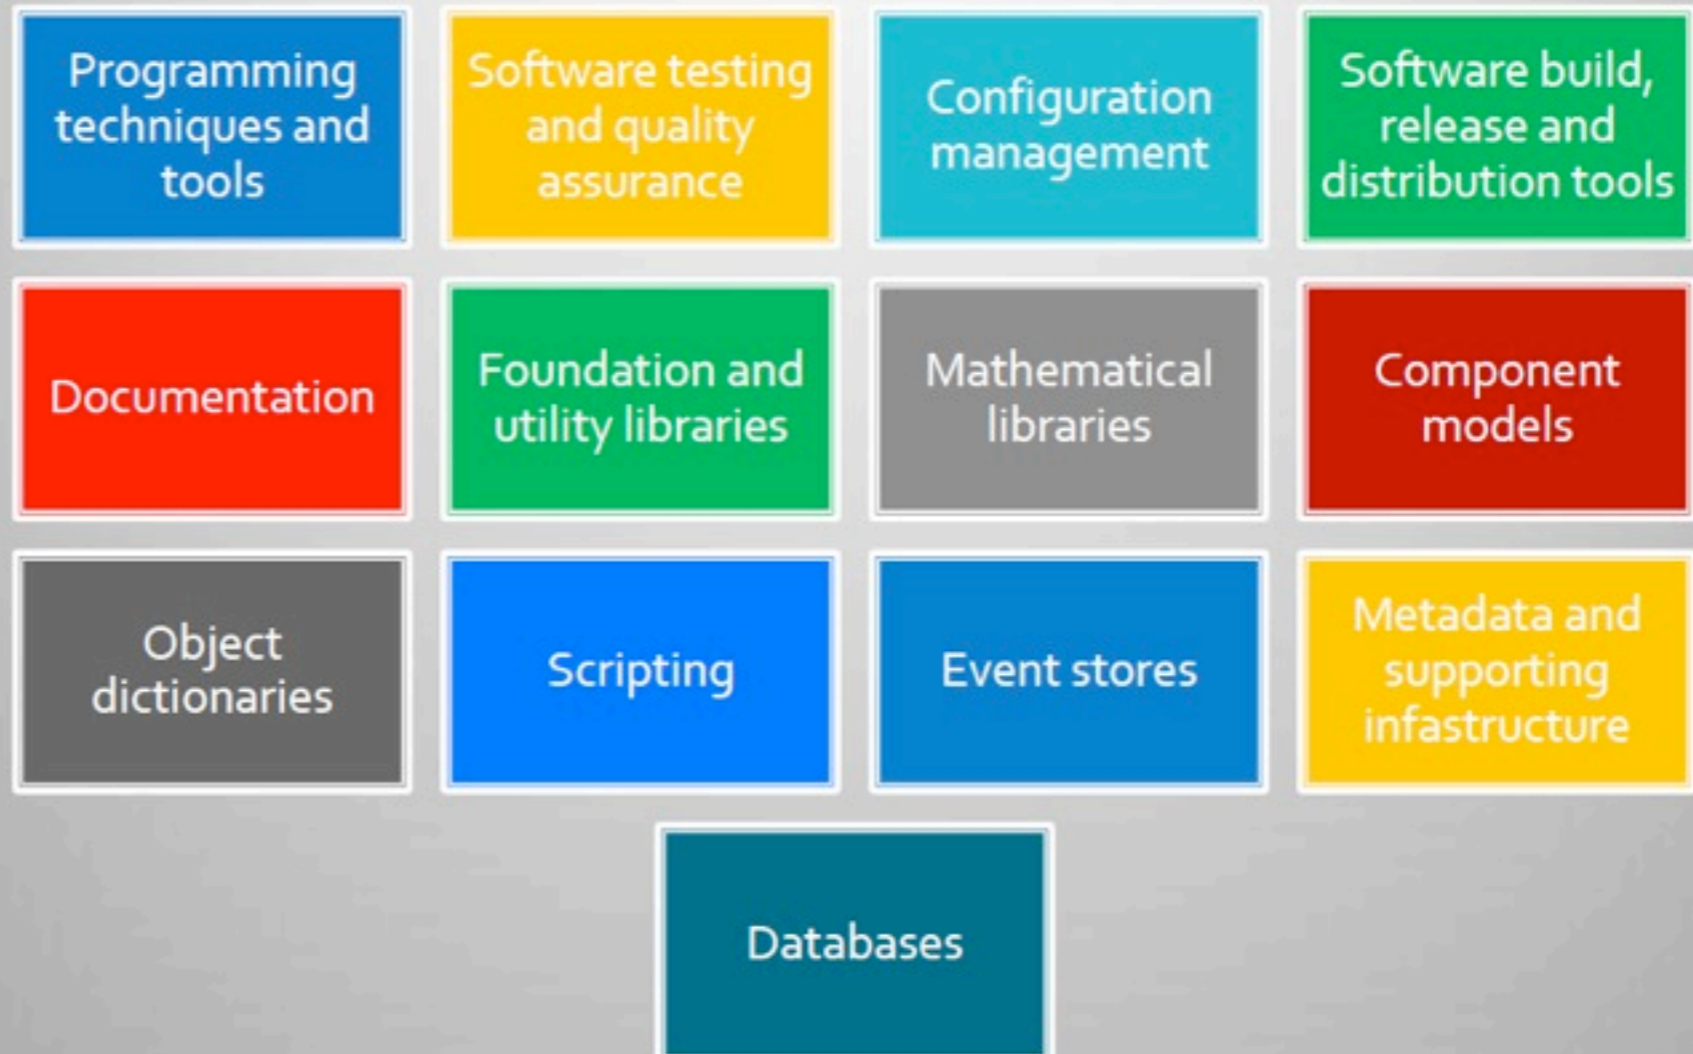 Programming
techniques and
tools
Software testing
and quality
assurance
Configuration
management
Software build,
release and
distribution tools
Documentation
Foundation and
utility libraries
Mathematical
libraries
Component
models
Object
dictionaries
Scripting
Event stores
Metadata and
supporting
infastructure
Databases